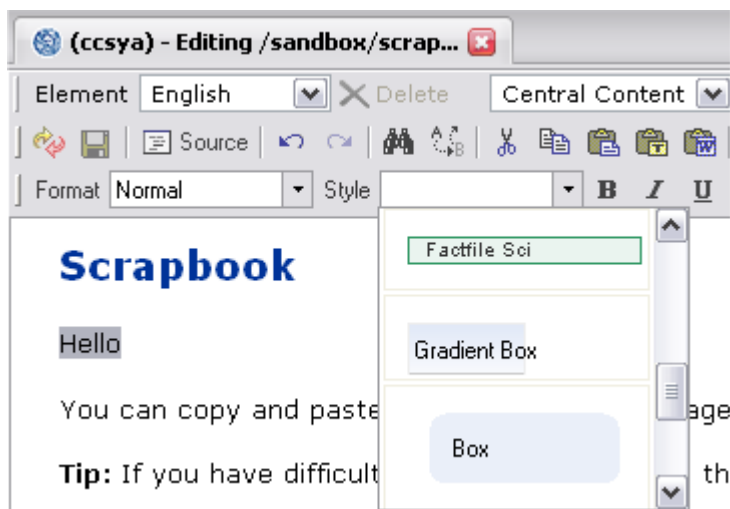 (ccsya) - Editing /sandbox/scrap...
Element English Delete Central Content
Source
Format Normal Style B I U
Factfile Sci
Scrapbook
Hello
Gradient Box
You can copy and paste age
Box
Tip: If you have difficult th